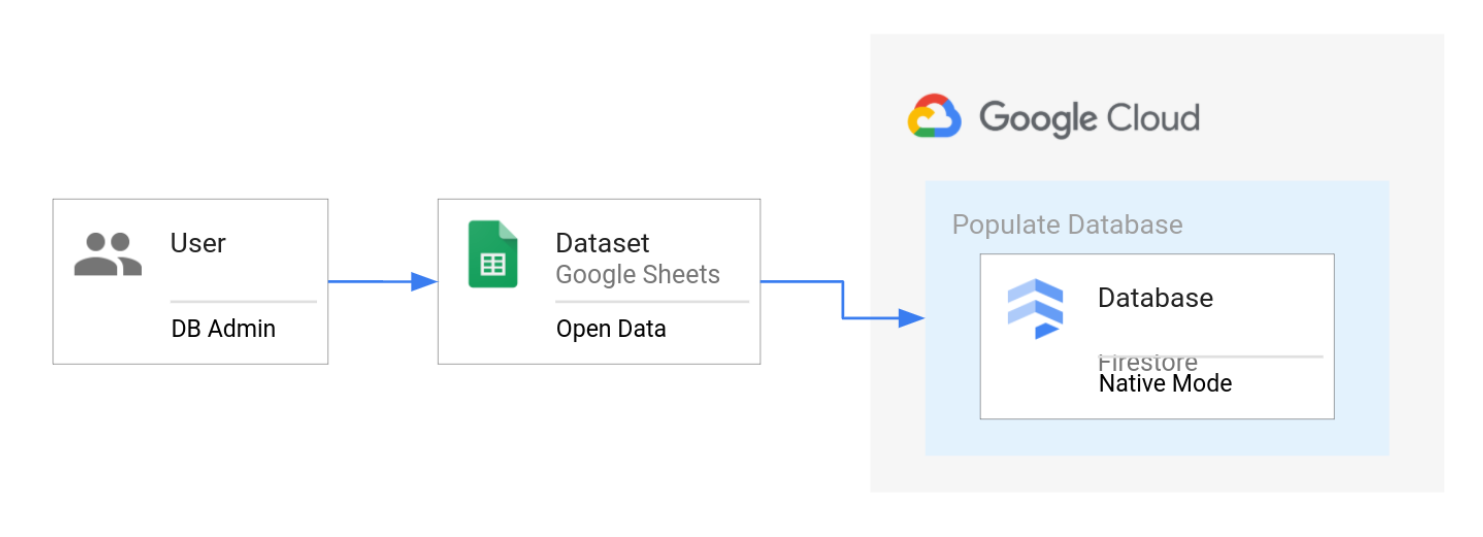 Google Cloud
User
DB Admin
Dataset
Google Sheets
Open Data
Populate Database
Database
Firestore
Native Mode